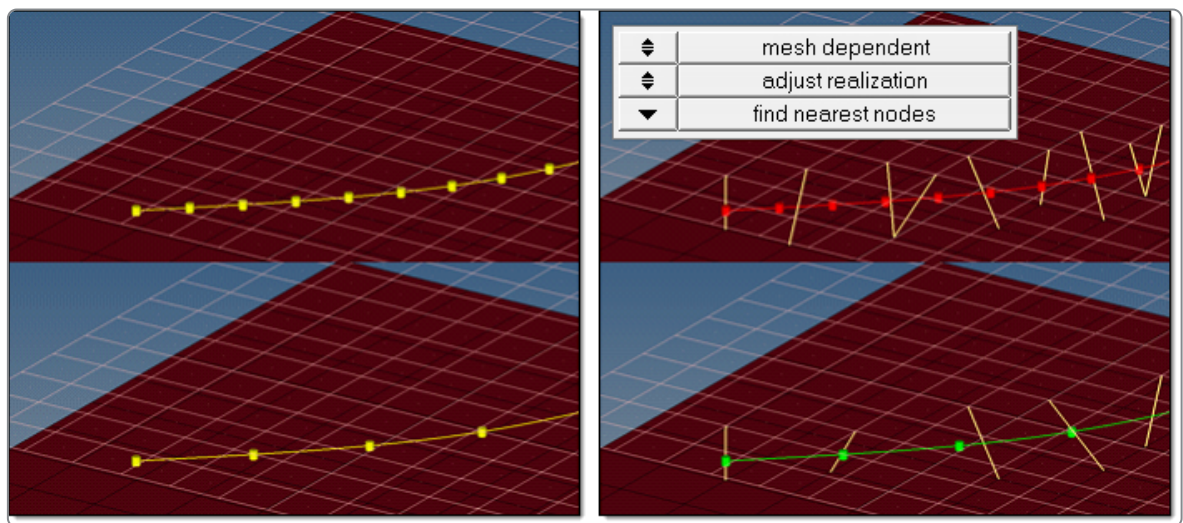 mesh dependent
adjust realization
find nearest nodes